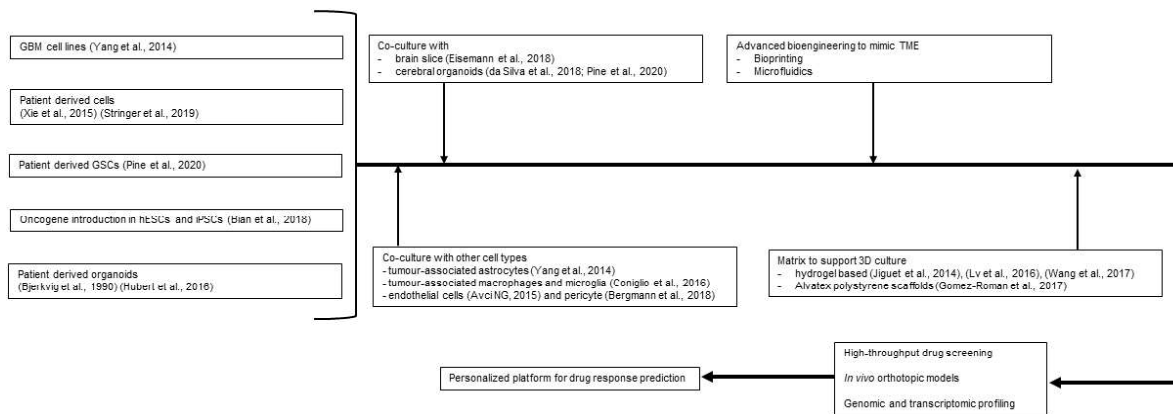 GBM cell lines (Yang et al., 2014)
Patient derived cells
(Xie et al., 2015) (Stringer et al., 2019)
Patient derived GSCs (Pine et al., 2020)
Oncogene introduction in hESCs and iPSCs (Bian et al., 2018)
Patient derived organoids
(Bjerkvig et al., 1990) (Hubert et al., 2016)
Co-culture with
- brain slice (Eisemann et al., 2018)
- cerebral organoids (da Silva et al., 2018; Pine et al., 2020)
Advanced bioengineering to mimic TME
- Bioprinting
- Microfluidics
Co-culture with other cell types
- tumour-associated astrocytes (Yang et al., 2014)
- tumour-associated macrophages and microglia (Coniglio et al., 2016)
- endothelial cells (Avci NG, 2015) and pericyte (Bergmann et al., 2018)
Matrix to support 3D culture
- hydrogel based (Jiguet et al., 2014), (Lv et al., 2016), (Wang et al., 2017)
- Alvatex polystyrene scaffolds (Gomez-Roman et al., 2017)
High-throughput drug screening
In vivo orthotopic models
Genomic and transcriptomic profiling
Personalized platform for drug response prediction